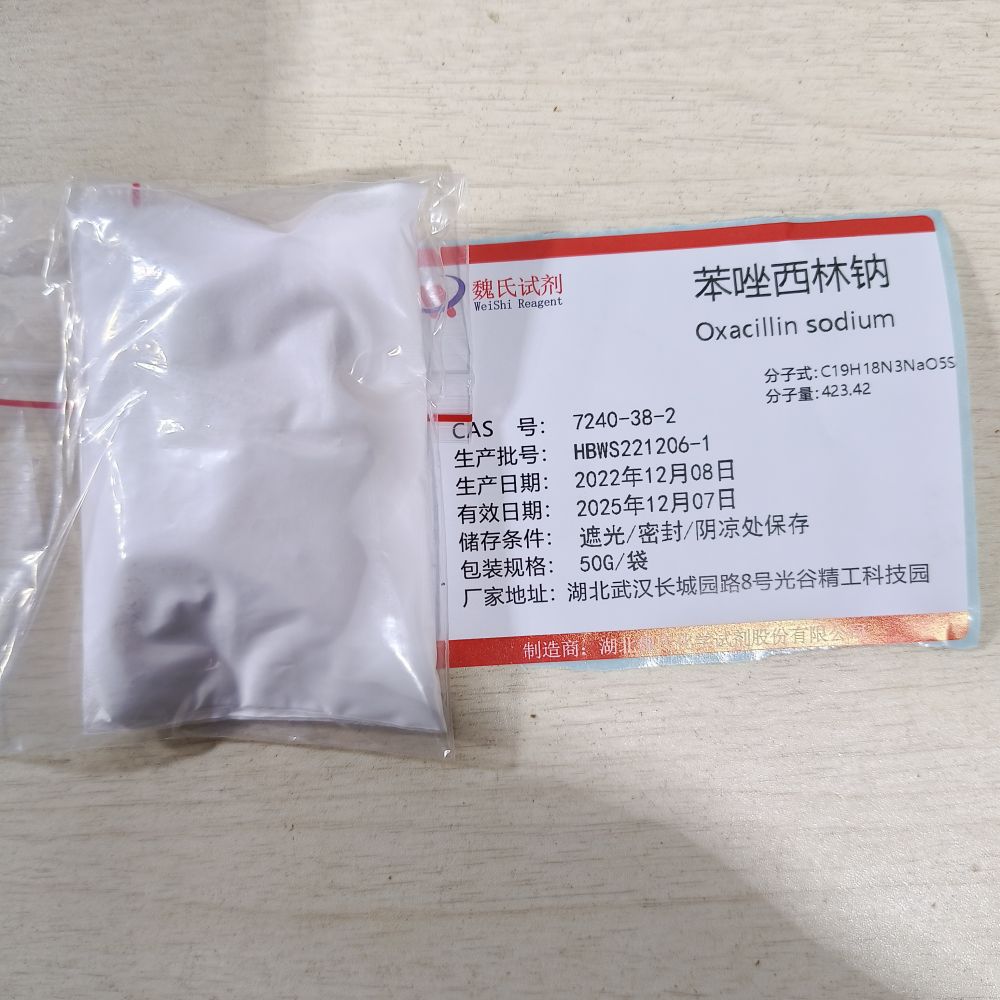 魏氏试剂
WeiShi Reagent
苯唑西林钠
Oxacillin sodium
分子式:C19H18N3NaO5S
分子量:423.42
CAS 号: 7240-38-2
生产批号: HBWS221206-1
生产日期: 2022年12月08日
有效日期: 2025年12月07日
储存条件: 遮光/密封/阴凉处保存
包装规格: 50G/袋
厂家地址: 湖北武汉长城园路8号光谷精工科技园
制造商: 湖北 学试剂股份有限公